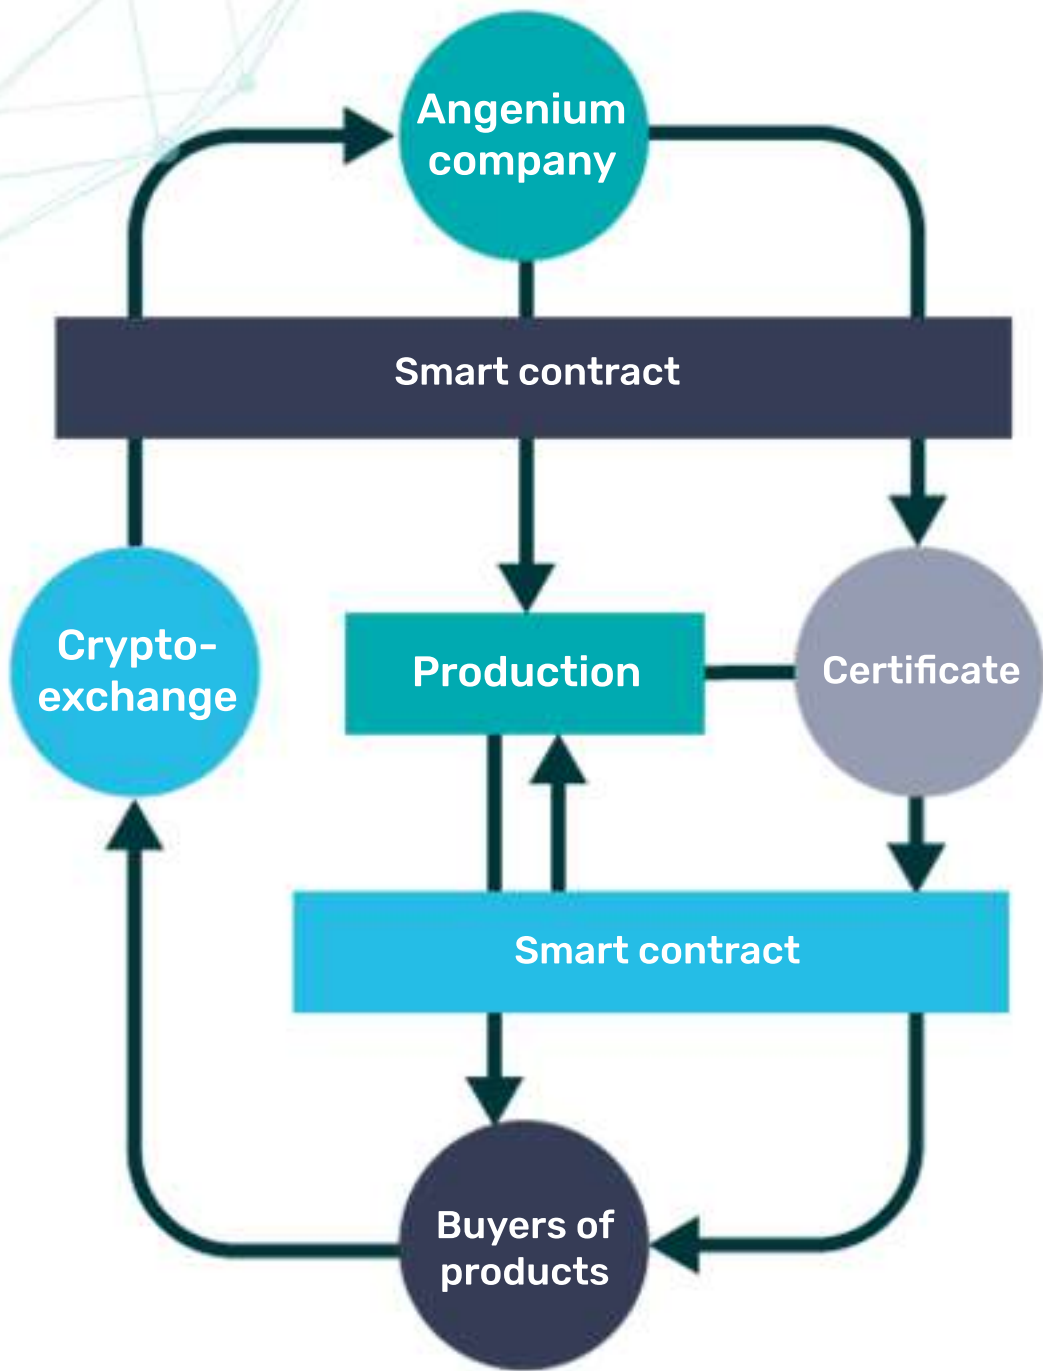 Angenium
company
Smart contract
Crypto-
exchange
Production
Certificate
Smart contract
Buyers of
products